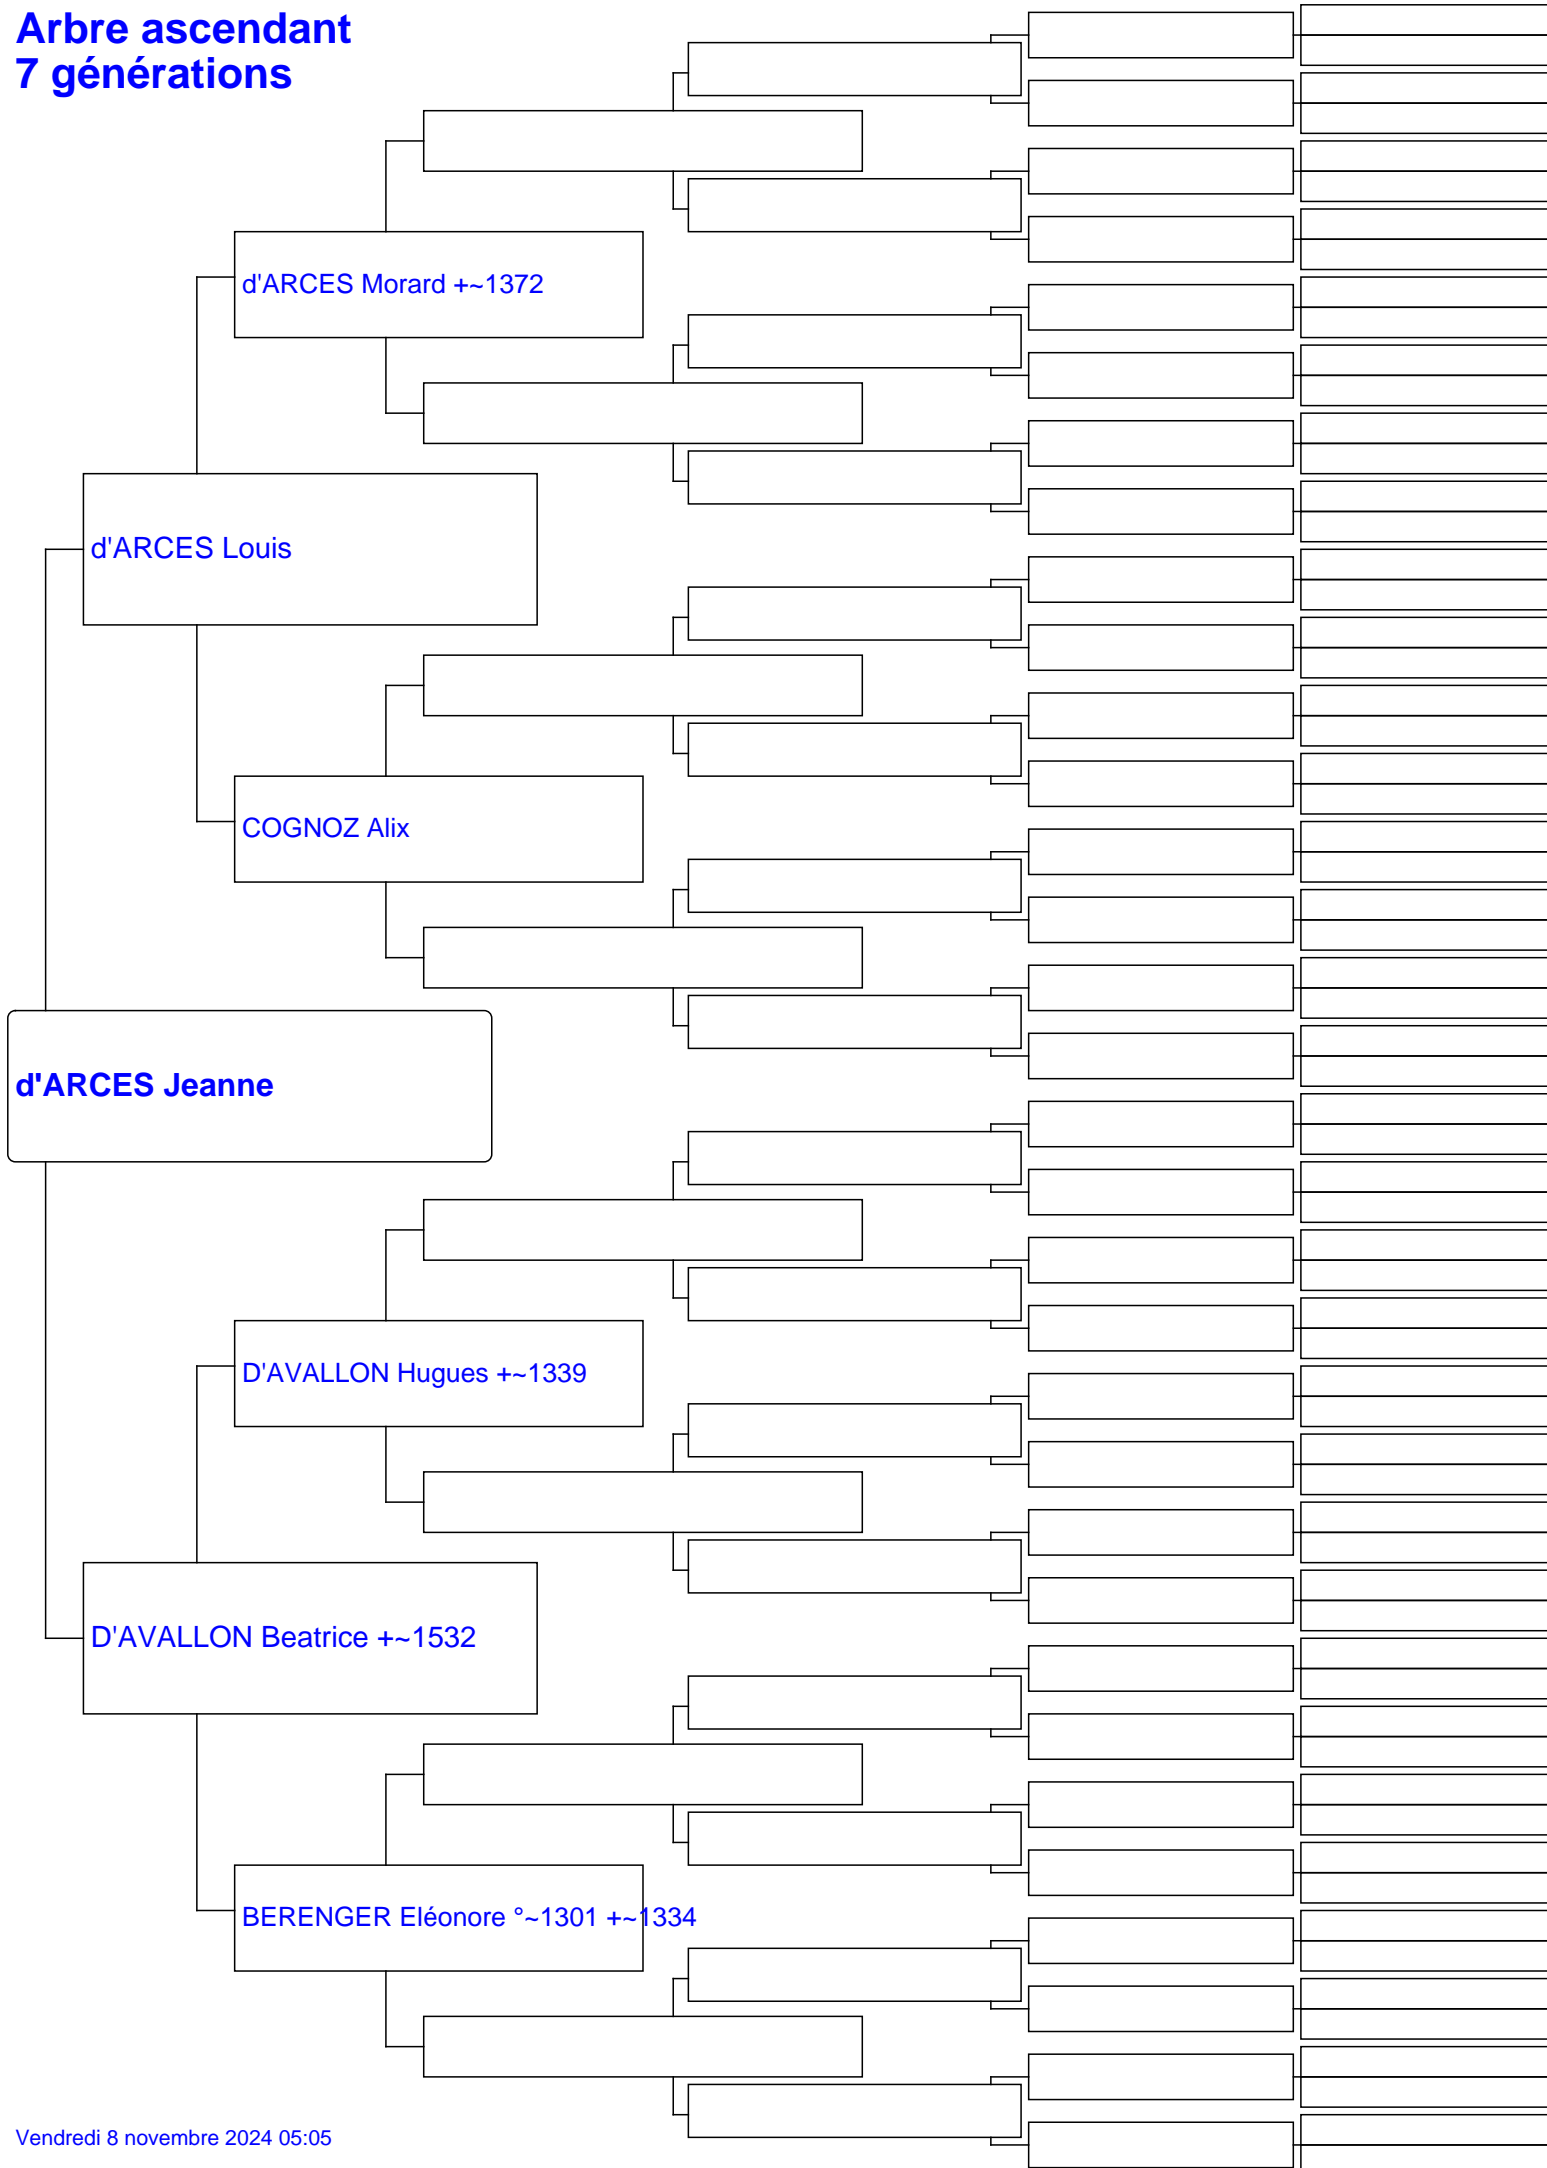 Arbre ascendant
7 générations
d'ARCES Morard +~1372
d'ARCES Louis
COGNOZ Alix
d'ARCES Jeanne
D'AVALLON Hugues +~1339
D'AVALLON Beatrice +~1532
BERENGER Eléonore °~1301 +~1334
Vendredi 8 novembre 2024 05:05